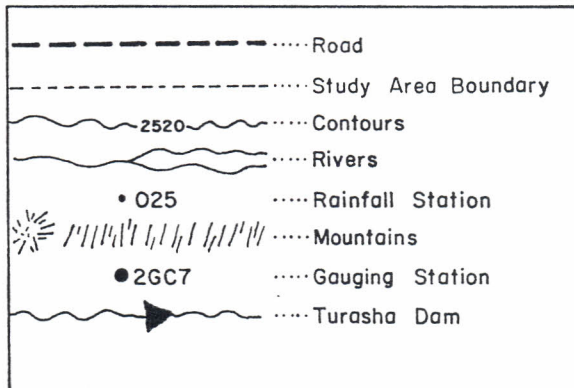 Road
Study Area Boundary
2520 Contours
Rivers
025 Rainfall Station
Mountains
2GC7 Gauging Station
Turasha Dam